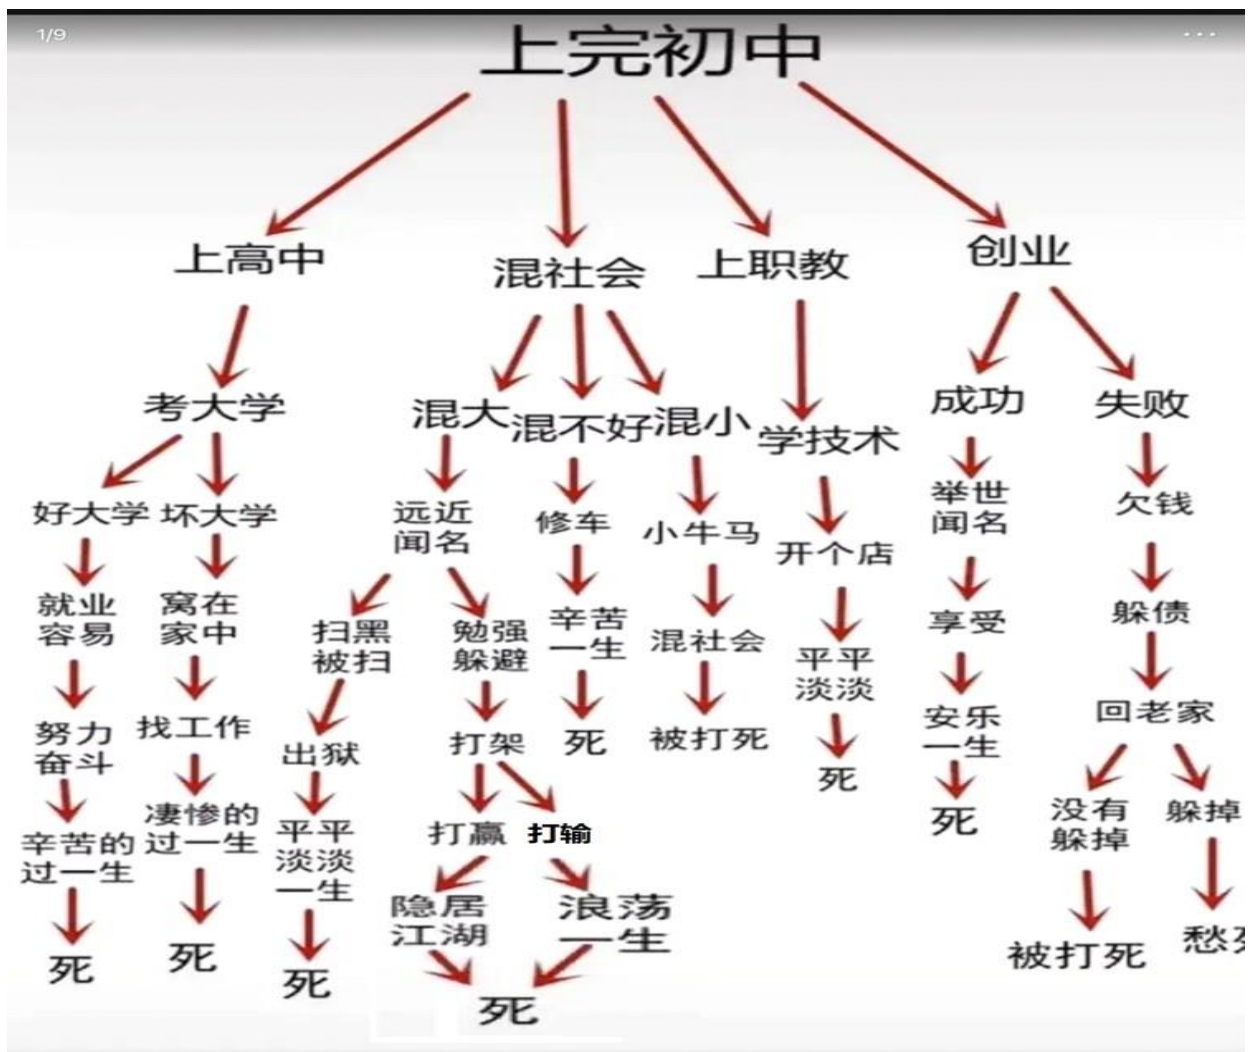 1/9
上完初中
上高中
混社会
上职教
创业
考大学
混大
混不好
混小
学技术
成功
失败
好大学
坏大学
远近
闻名
修车
小牛马
开个店
举世
闻名
欠钱
就业
容易
窝在
家中
扫黑
被扫
勉强
躲避
辛苦
一生
混社会
平平
淡淡
享受
躲债
努力
奋斗
找工作
出狱
打架
死
被打死
死
安乐
一生
回老家
辛苦的
过一生
凄惨的
过一生
平平
淡淡
一生
打赢
打输
死
没有
躲掉
躲掉
死
死
死
隐居
江湖
浪荡
一生
死
被打死
愁死